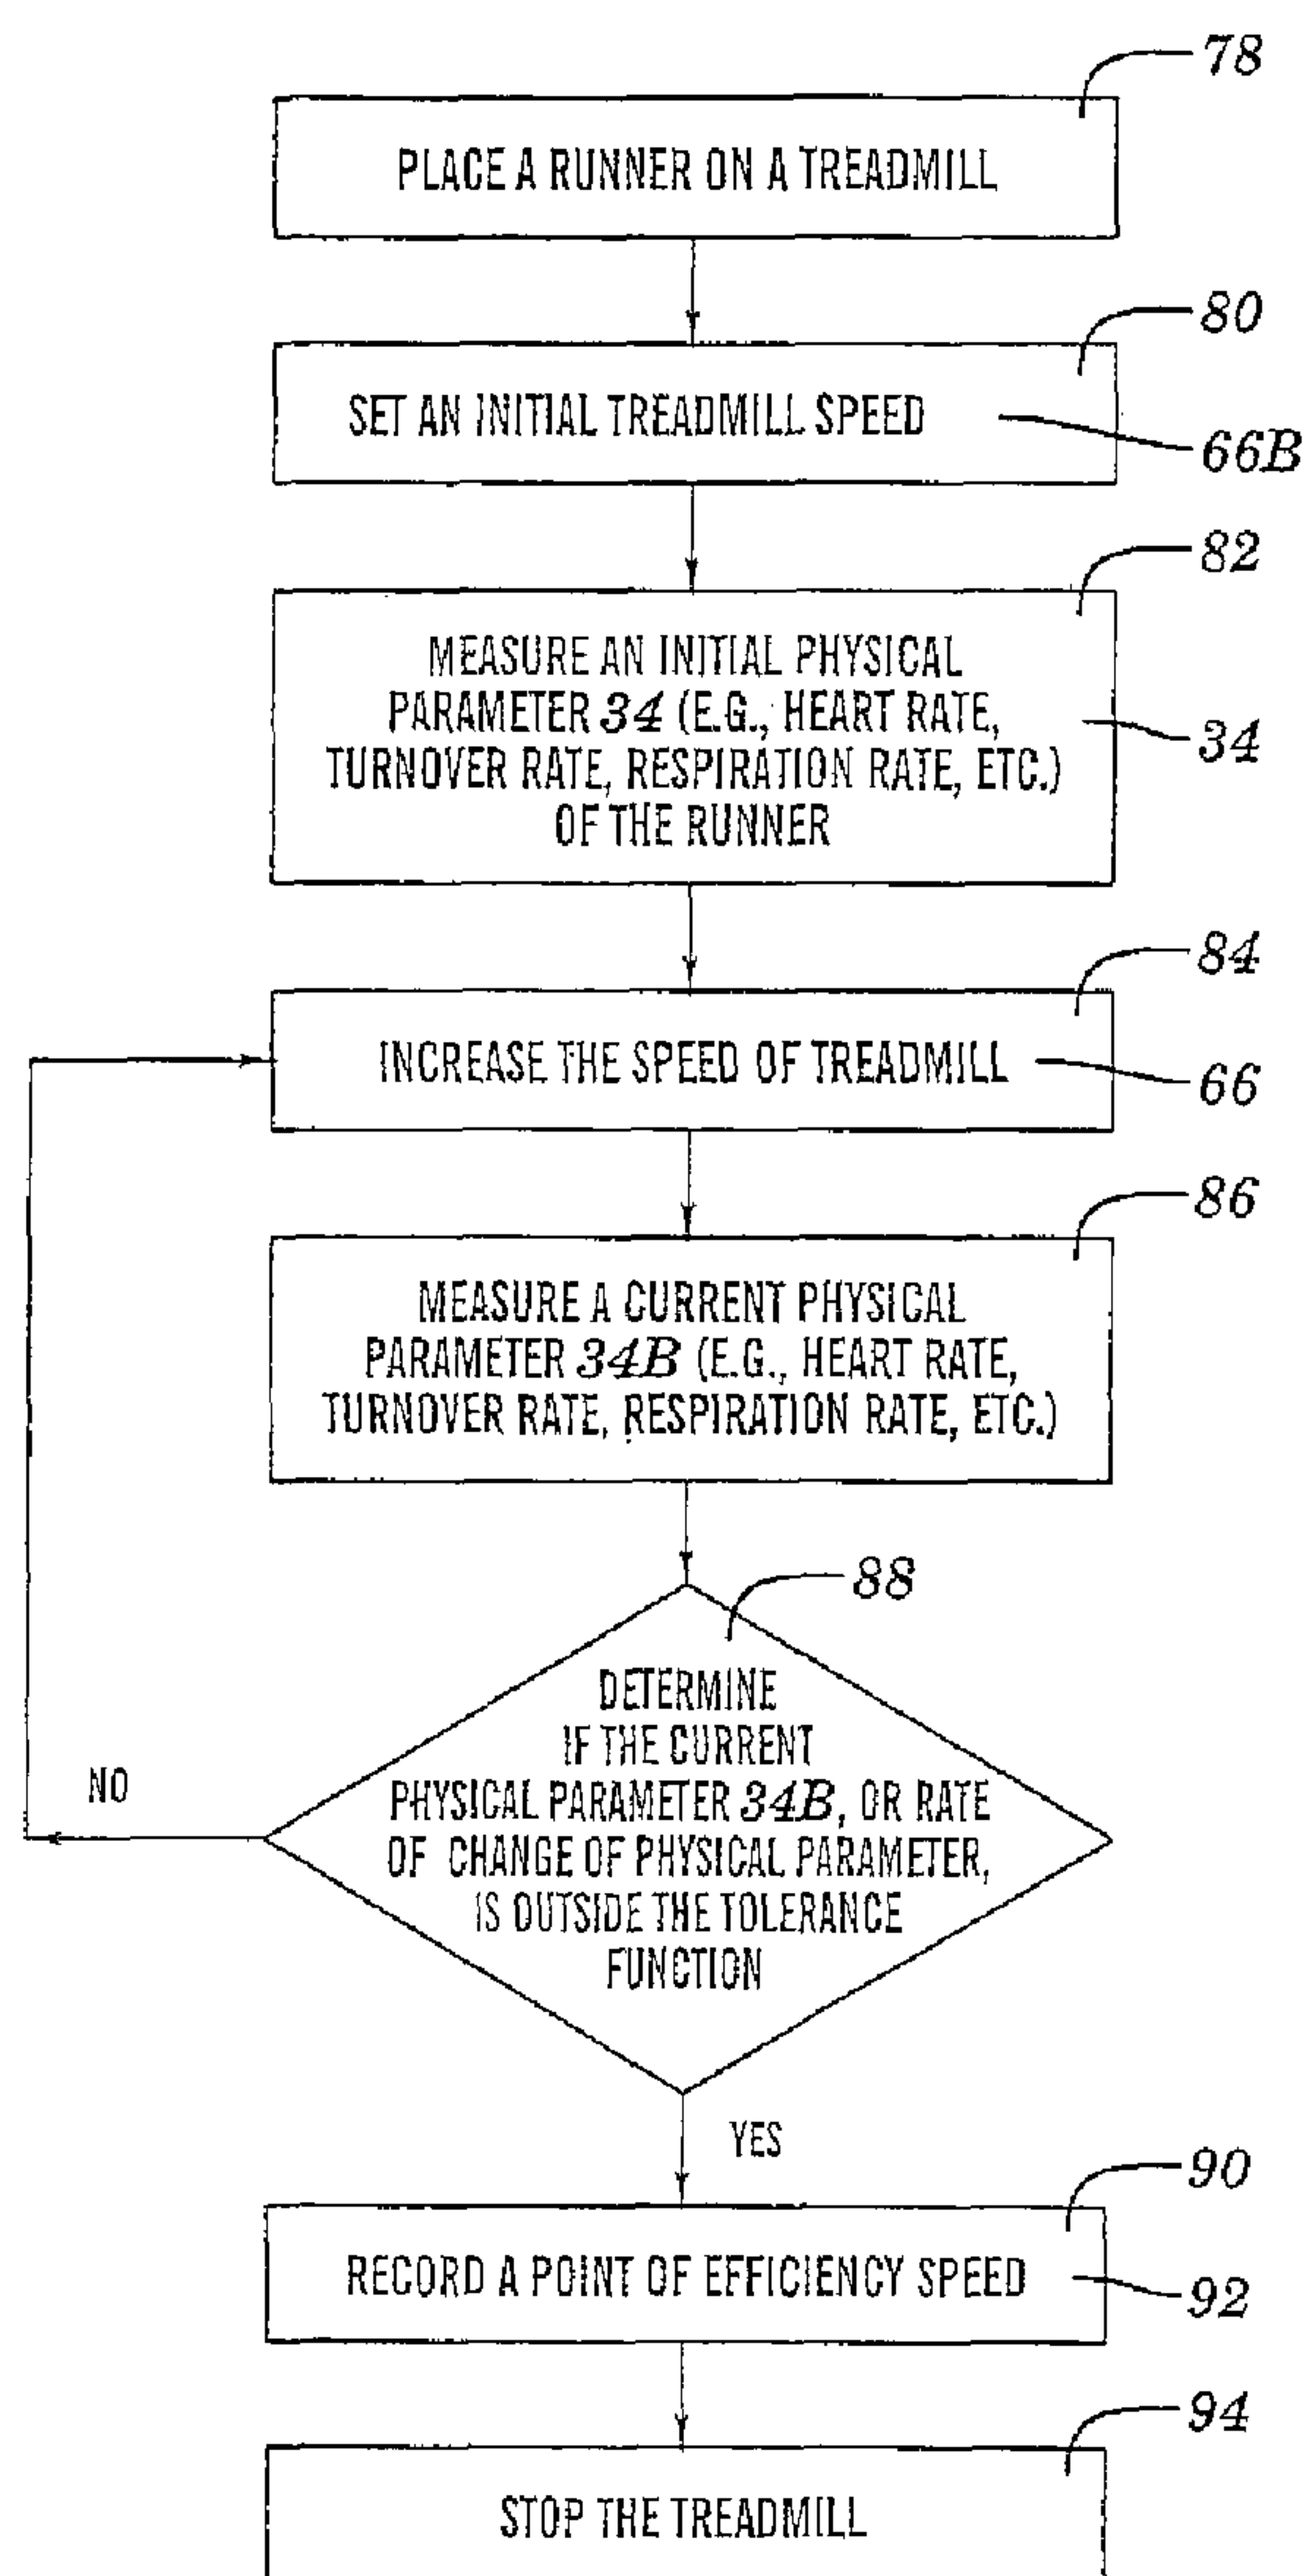 78
PLACE A RUNNER ON A TREADMILL
80
SET AN INITIAL TREADMILL SPEED
66B
82
MEASURE AN INITIAL PHYSICAL
PARAMETER 34 (E.G., HEART RATE,
TURNOVER RATE, RESPIRATION RATE, ETC.)
OF THE RUNNER
34
84
INCREASE THE SPEED OF TREADMILL
66
86
MEASURE A CURRENT PHYSICAL
PARAMETER 34B (E.G., HEART RATE,
TURNOVER RATE, RESPIRATION RATE, ETC.)
88
DETERMINE
IF THE CURRENT
PHYSICAL PARAMETER 34B, OR RATE
OF CHANGE OF PHYSICAL PARAMETER,
IS OUTSIDE THE TOLERANCE
FUNCTION
NO
YES
90
RECORD A POINT OF EFFICIENCY SPEED
92
94
STOP THE TREADMILL